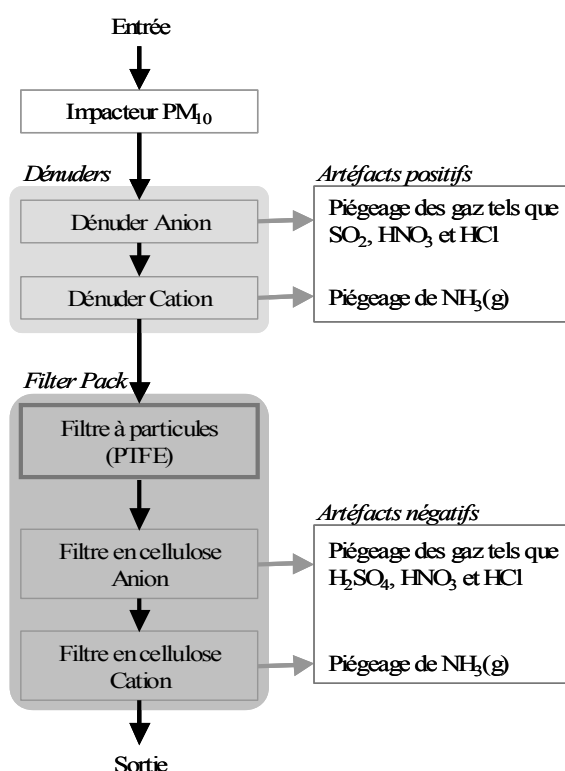 Entrée
Impacteur PM₁₀
Dénuders
Artéfacts positifs
Dénuder Anion
Piégeage des gaz tels que
SO₂, HNO₃ et HCl
Dénuder Cation
Piégeage de NH₃(g)
Filter Pack
Filtre à particules
(PTFE)
Artéfacts négatifs
Filtre en cellulose
Anion
Piégeage des gaz tels que
H₂SO₄, HNO₃ et HCl
Filtre en cellulose
Cation
Piégeage de NH₃(g)
Sortie